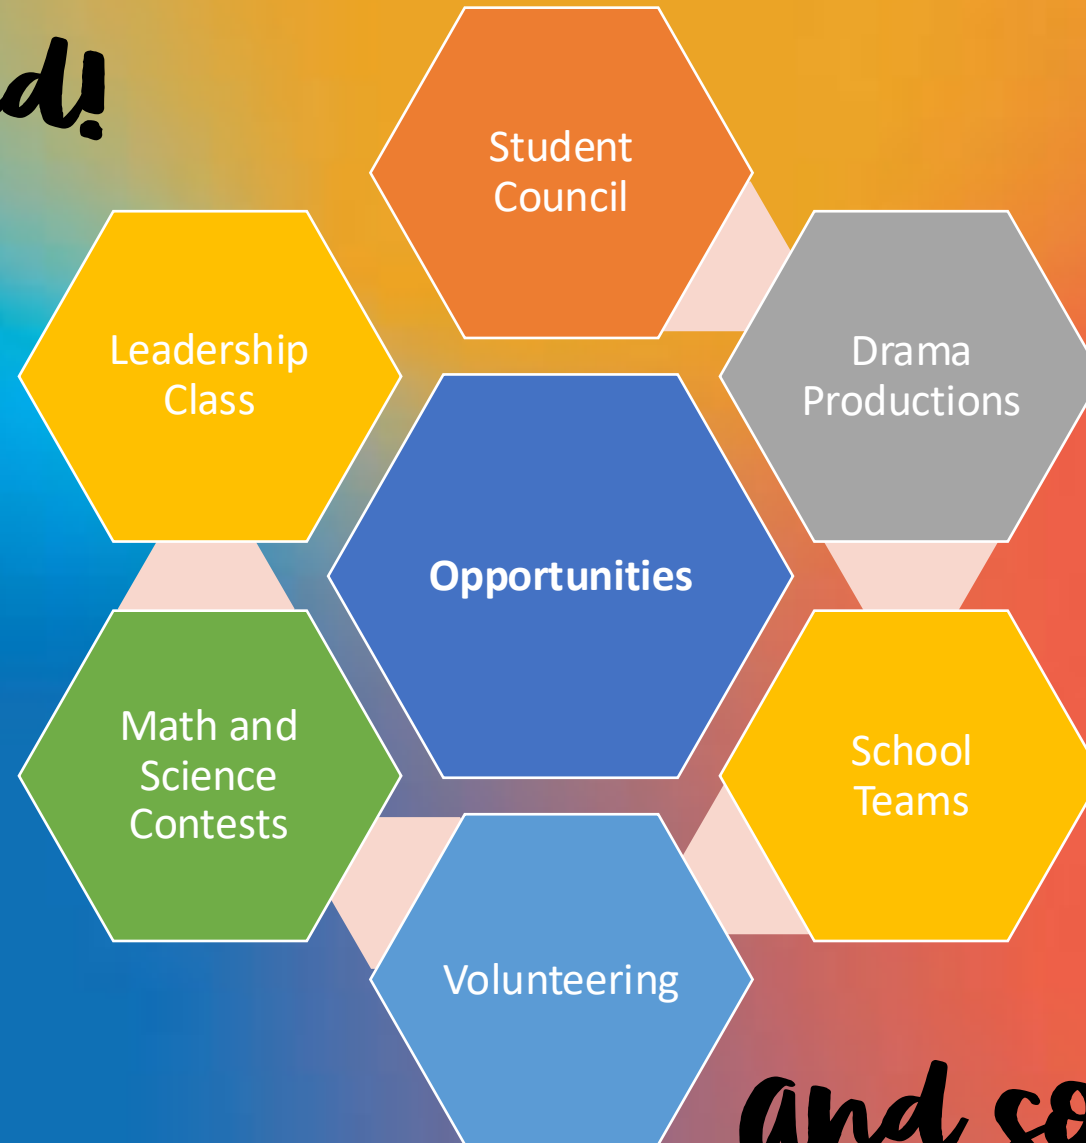 d!
Student
Council
Leadership
Class
Drama
Productions
Opportunities
Math and
Science
Contests
School
Teams
Volunteering
and so